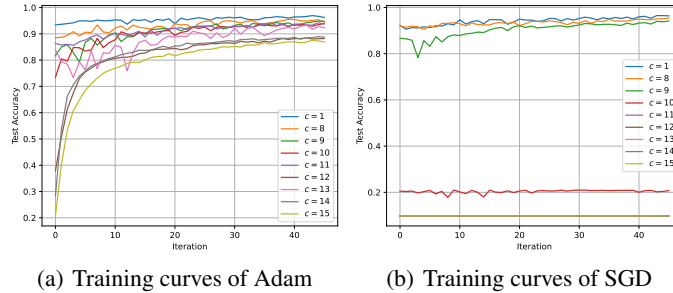 1.0
0.9
0.8
0.7
0.6
0.5
0.4
0.3
0.2
Test Accuracy
0 10 20 30 40
Iteration
c = 1
c = 8
c = 9
c = 10
c = 11
c = 12
c = 13
c = 14
c = 15
(a) Training curves of Adam
1.0
0.8
0.6
0.4
0.2
Test Accuracy
0 10 20 30 40
Iteration
c = 1
c = 8
c = 9
c = 10
c = 11
c = 12
c = 13
c = 14
c = 15
(b) Training curves of SGD